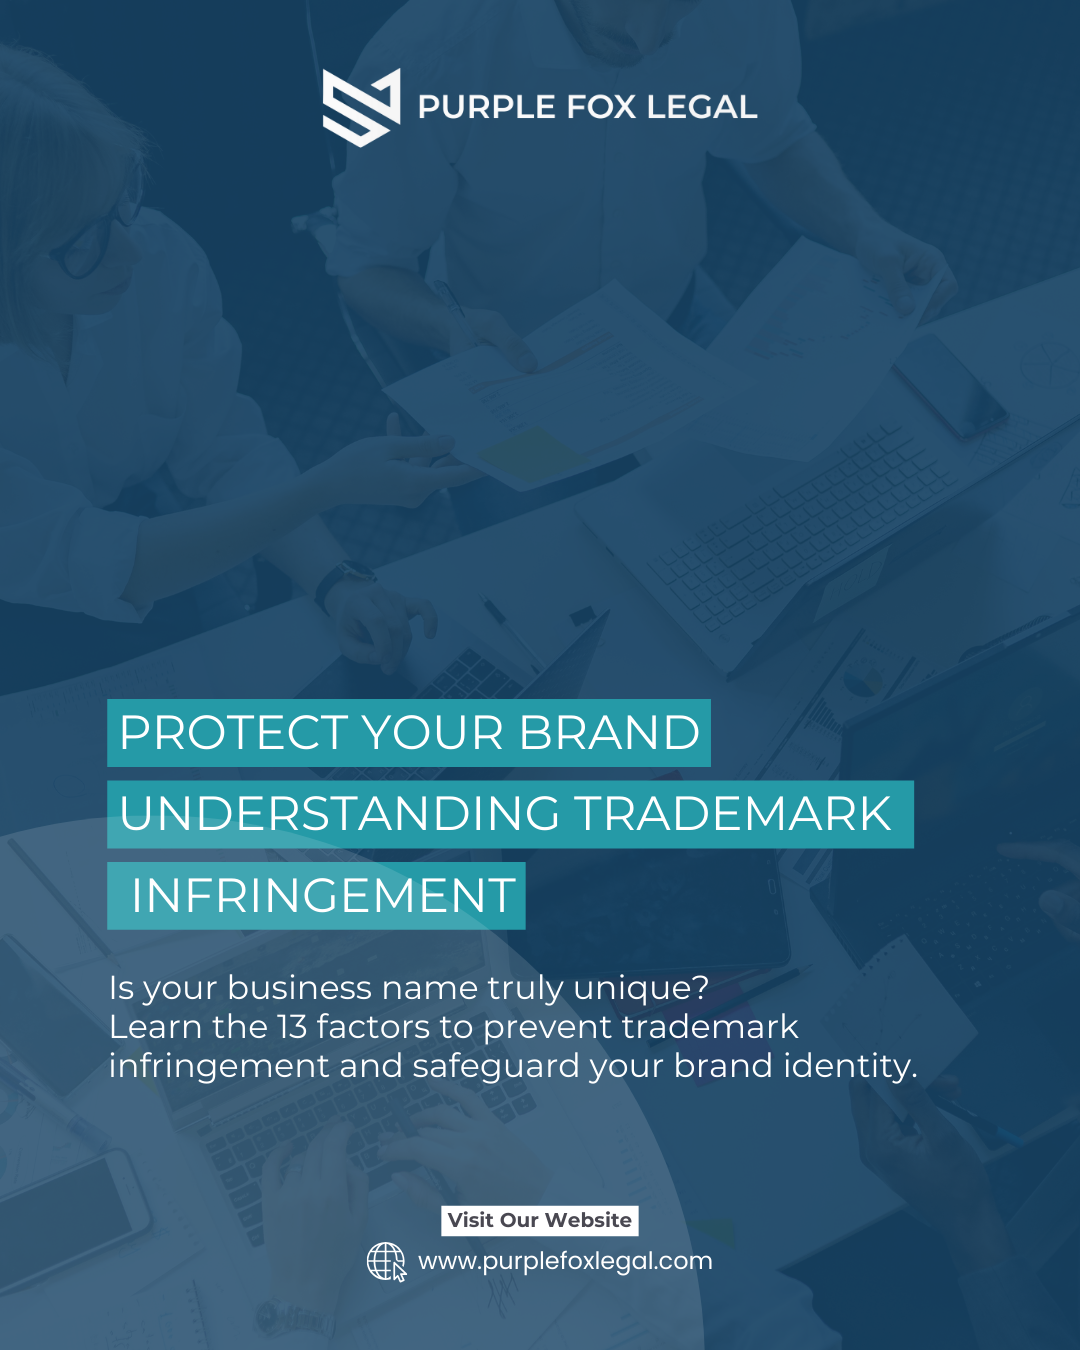 PURPLE FOX LEGAL
PROTECT YOUR BRAND
UNDERSTANDING TRADEMARK
INFRINGEMENT
Is your business name truly unique?
Learn the 13 factors to prevent trademark
infringement and safeguard your brand identity.
Visit Our Website
www.purplefoxlegal.com